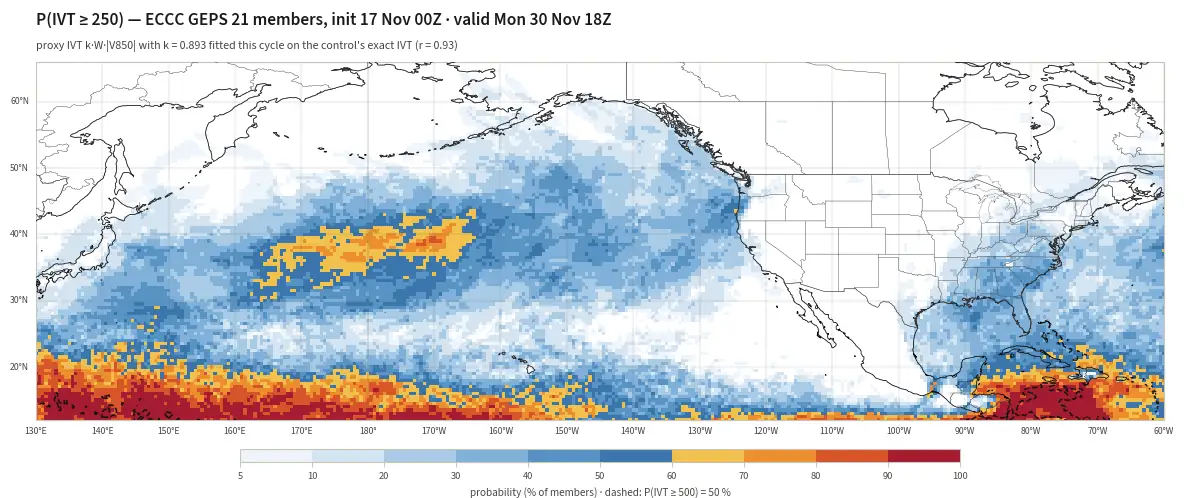 P(IVT ≥ 250) — ECCC GEPS 21 members, init 17 Nov 00Z · valid Mon 30 Nov 18Z
proxy IVT k·W·|V850| with k = 0.893 fitted this cycle on the control's exact IVT (r = 0.93)
60°N
50°N
40°N
30°N
20°N
130°E 140°E 150°E 160°E 170°E 180° 170°W 160°W 150°W 140°W 130°W 120°W 110°W 100°W 90°W 80°W 70°W 60°W
5 10 20 30 40 50 60 70 80 90 100
probability (% of members) · dashed: P(IVT ≥ 500) = 50 %